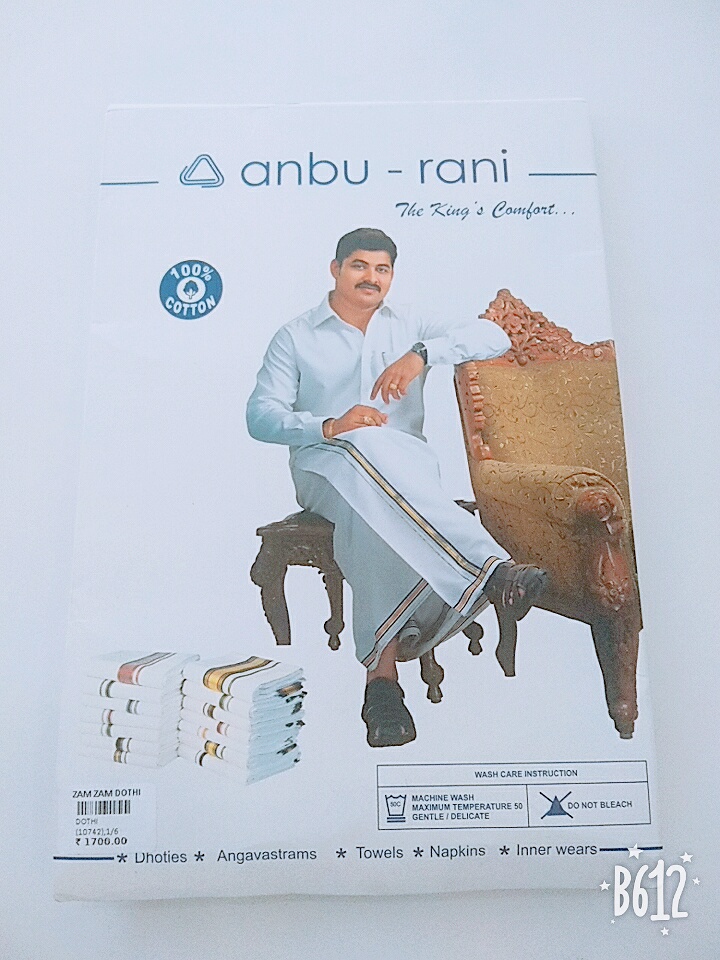 anbu - rani
The King's Comfort...
100%
COTTON
ZAM ZAM DOTHI
DOTHI
(10742),1/6
₹ 1700.00
WASH CARE INSTRUCTION
50C
MACHINE WASH
MAXIMUM TEMPERATURE 50
GENTLE / DELICATE
DO NOT BLEACH
* Dhoties * Angavastrams * Towels * Napkins * Inner wears
B612